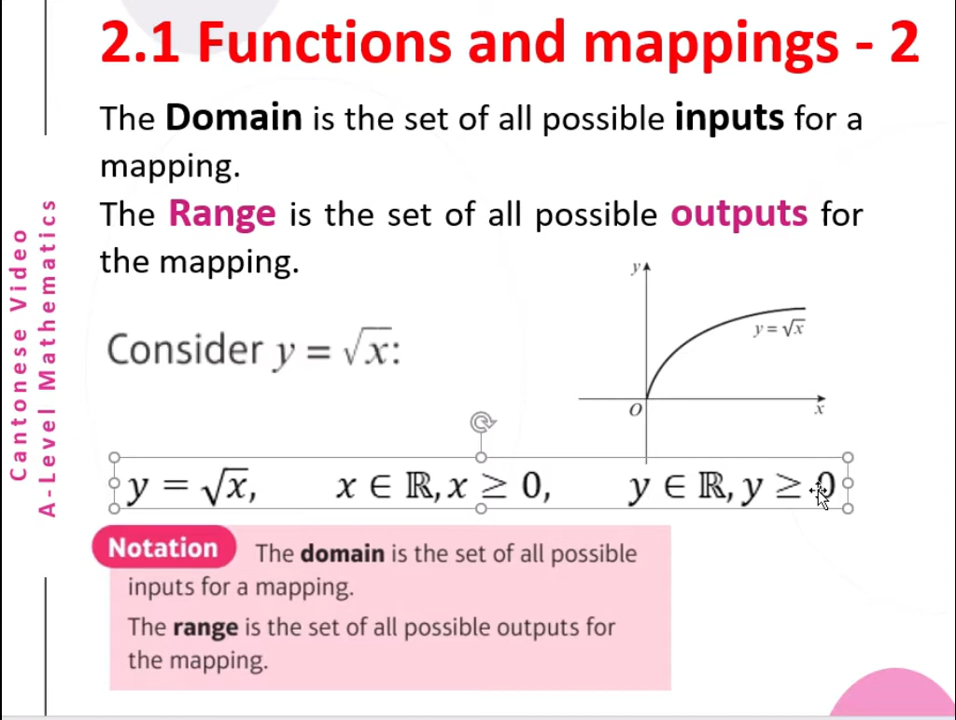 2.1 Functions and mappings - 2
The Domain is the set of all possible inputs for a
mapping.
The Range is the set of all possible outputs for
the mapping.
Consider y = √x:
y
y = √x
O
x
y = √x, x ∈ ℝ, x ≥ 0, y ∈ ℝ, y ≥ 0
Notation The domain is the set of all possible
inputs for a mapping.
The range is the set of all possible outputs for
the mapping.
Cantonese Video
A-Level Mathematics